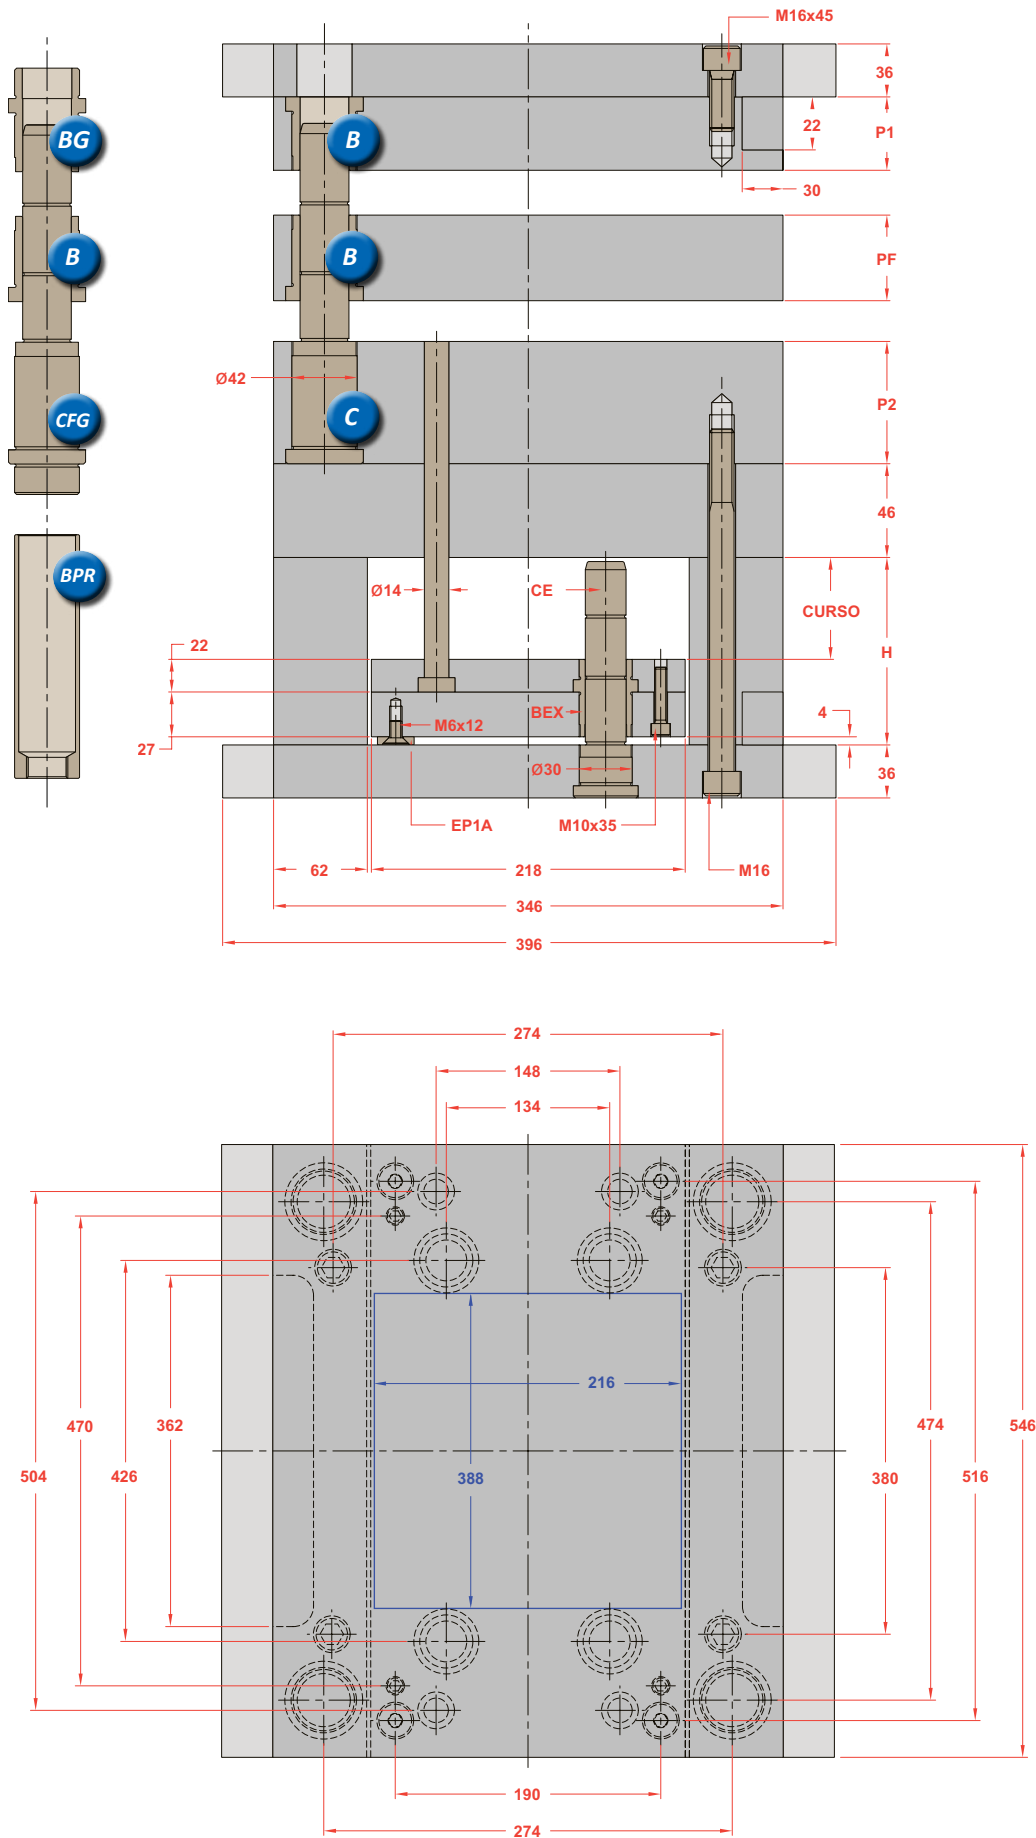 M16x45
36
22
P1
30
BG
B
B
B
PF
Ø42
CFG
C
P2
46
BPR
Ø14
CE
CURSO
22
H
BEX
4
M6x12
27
Ø30
36
EP1A
M10x35
62
218
M16
346
396
274
148
134
216
470
362
474
546
504
426
388
380
516
190
274